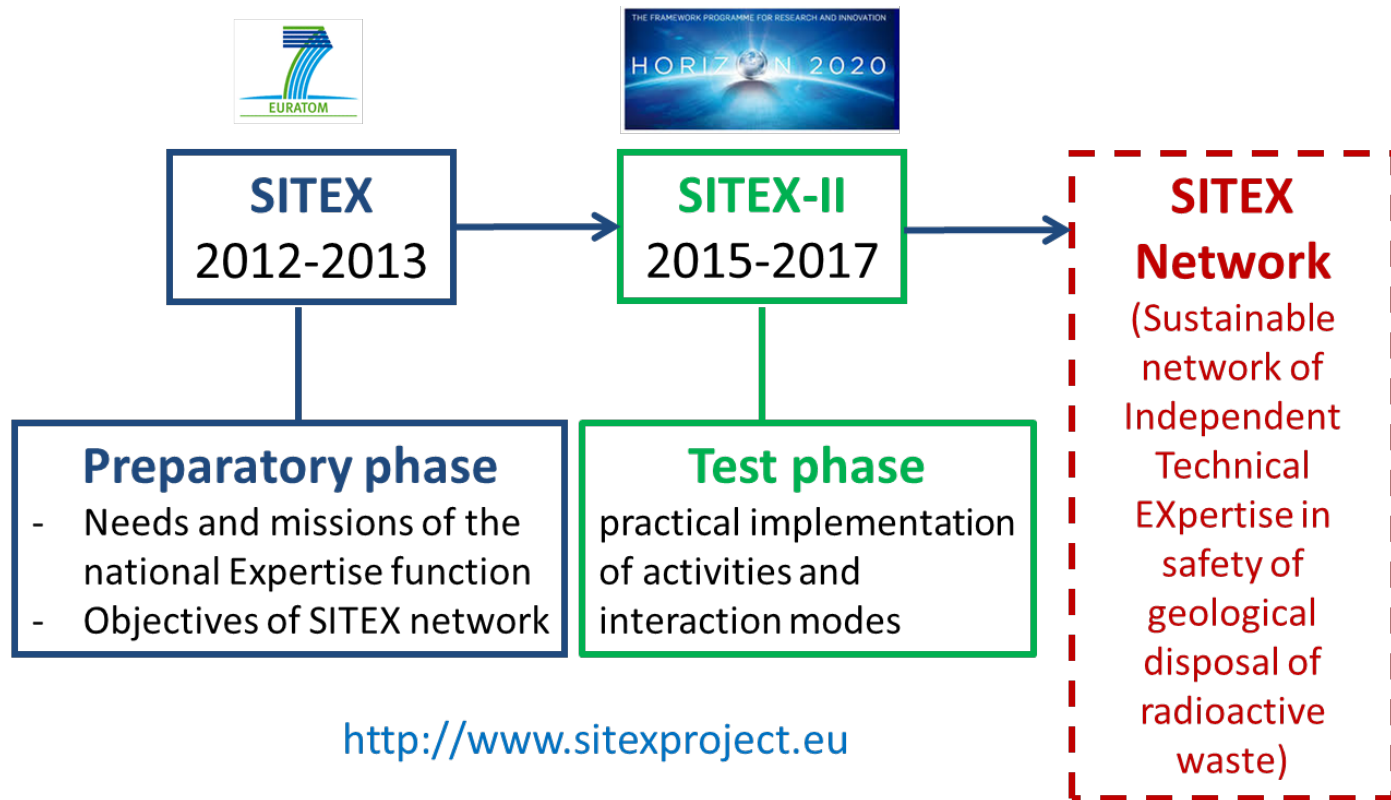 EURATOM
THE FRAMEWORK PROGRAMME FOR RESEARCH AND INNOVATION
HORIZON 2020
SITEX
2012-2013
SITEX-II
2015-2017
Preparatory phase
- Needs and missions of the
national Expertise function
- Objectives of SITEX network
Test phase
practical implementation
of activities and
interaction modes
SITEX
Network
(Sustainable
network of
Independent
Technical
EXpertise in
safety of
geological
disposal of
radioactive
waste)
http://www.sitexproject.eu